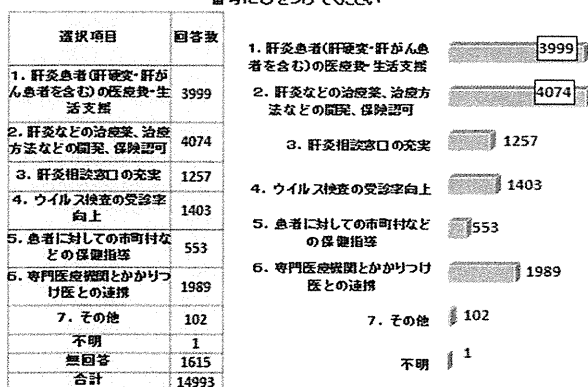 番号にひとつけてください
選択項目 回答数
1. 肝炎患者(肝硬変・肝が
ん患者を含む)の医療費・生
活支援
3999
2. 肝炎などの治療薬、治療
方法などの開発、保険認可
4074
3. 肝炎相談窓口の充実 1257
4. ウイルス検査の受診率
向上
1403
5. 患者に対しての市町村な
どの保健指導
553
6. 専門医療機関とかかりつ
け医との連携
1989
7. その他 102
不明 1
無回答 1615
合計 14993
1. 肝炎患者(肝硬変・肝がん患
者を含む)の医療費・生活支援
3999
2. 肝炎などの治療薬、治療方
法などの開発、保険認可
4074
3. 肝炎相談窓口の充実 1257
4. ウイルス検査の受診率向上 1403
5. 患者に対しての市町村など
の保健指導
553
6. 専門医療機関とかかりつけ
医との連携
1989
7. その他 102
不明 1